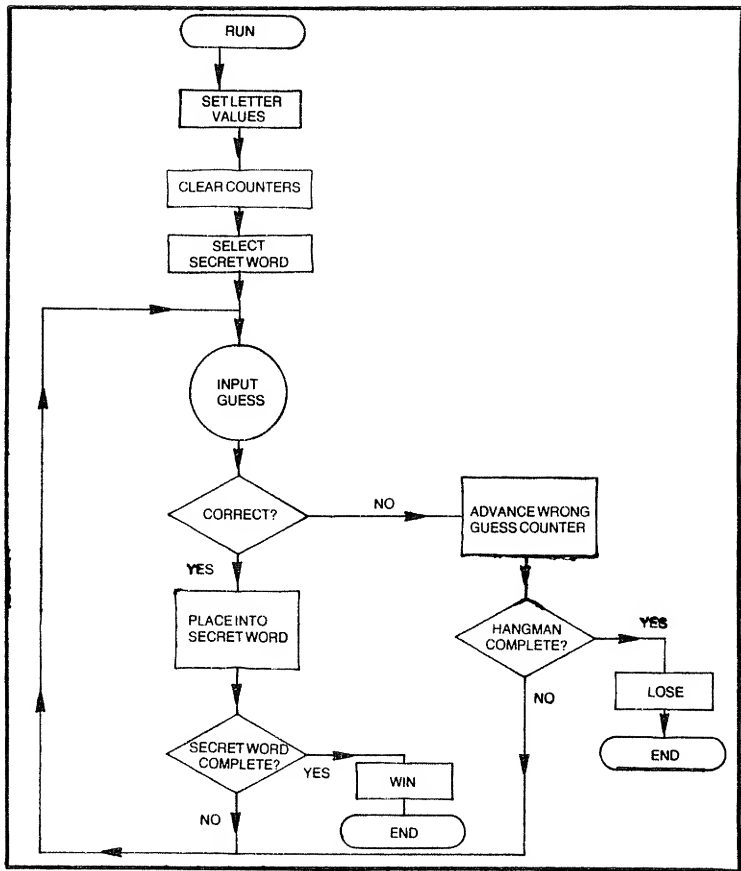 RUN
SET LETTER
VALUES
CLEAR COUNTERS
SELECT
SECRET WORD
INPUT
GUESS
CORRECT?
NO
ADVANCE WRONG
GUESS COUNTER
YES
PLACE INTO
SECRET WORD
HANGMAN
COMPLETE?
YES
NO
LOSE
END
SECRET WORD
COMPLETE?
YES
WIN
NO
END